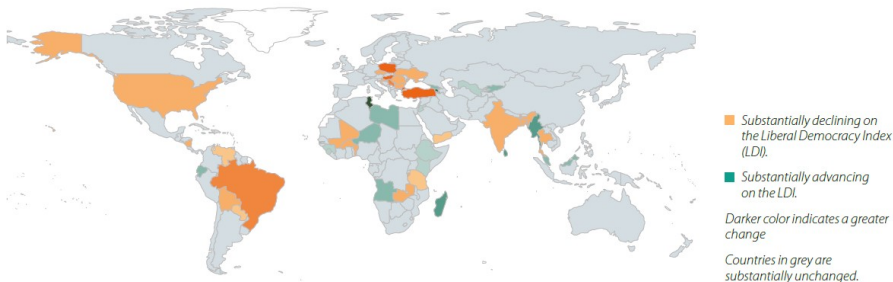 Substantially declining on
the Liberal Democracy Index
(LDI).
Substantially advancing
on the LDI.
Darker color indicates a greater
change
Countries in grey are
substantially unchanged.